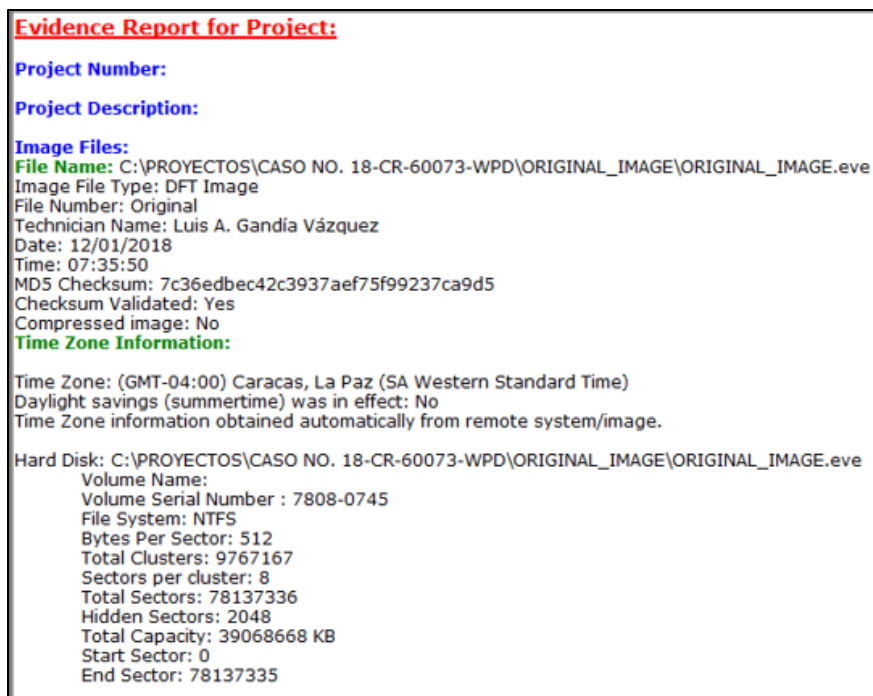 Evidence Report for Project:
Project Number:
Project Description:
Image Files:
File Name: C:\PROYECTOS\CASO NO. 18-CR-60073-WPD\ORIGINAL_IMAGE\ORIGINAL_IMAGE.eve
Image File Type: DFT Image
File Number: Original
Technician Name: Luis A. Gandía Vázquez
Date: 12/01/2018
Time: 07:35:50
MD5 Checksum: 7c36edbec42c3937aef75f99237ca9d5
Checksum Validated: Yes
Compressed image: No
Time Zone Information:
Time Zone: (GMT-04:00) Caracas, La Paz (SA Western Standard Time)
Daylight savings (summertime) was in effect: No
Time Zone information obtained automatically from remote system/image.
Hard Disk: C:\PROYECTOS\CASO NO. 18-CR-60073-WPD\ORIGINAL_IMAGE\ORIGINAL_IMAGE.eve
Volume Name:
Volume Serial Number : 7808-0745
File System: NTFS
Bytes Per Sector: 512
Total Clusters: 9767167
Sectors per cluster: 8
Total Sectors: 78137336
Hidden Sectors: 2048
Total Capacity: 39068668 KB
Start Sector: 0
End Sector: 78137335